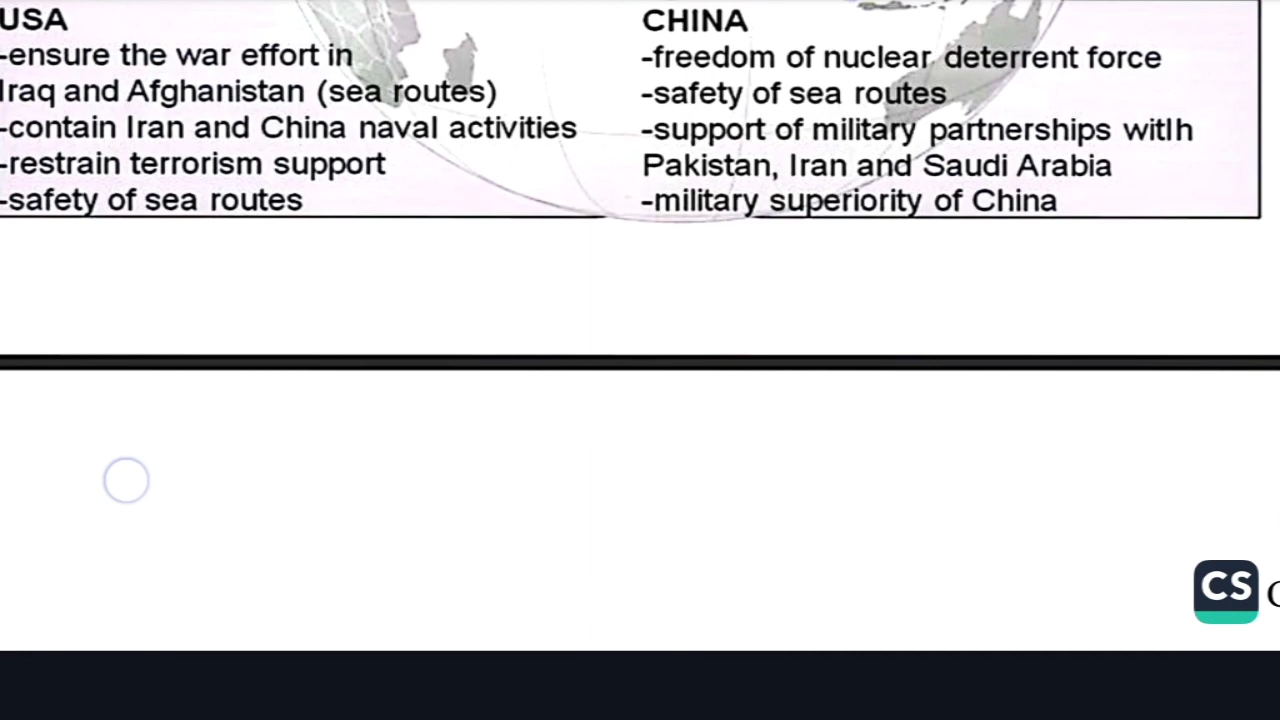 USA
-ensure the war effort in
Iraq and Afghanistan (sea routes)
-contain Iran and China naval activities
-restrain terrorism support
-safety of sea routes
CHINA
-freedom of nuclear deterrent force
-safety of sea routes
-support of military partnerships witlh
Pakistan, Iran and Saudi Arabia
-military superiority of China
CS